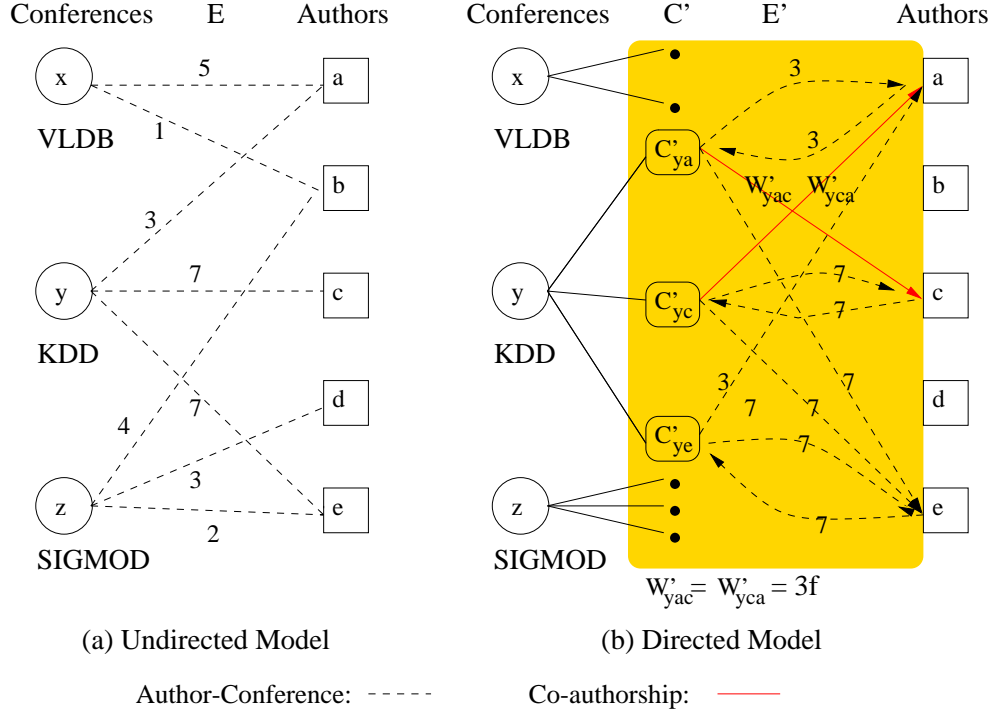 Conferences E Authors
x
5
a
VLDB
1
b
3
y
7
c
KDD
7
4
d
3
z
2
e
SIGMOD
(a) Undirected Model
Conferences C' E' Authors
x
3
a
VLDB
3
C'ya
W'yac W'yca
b
y
C'yc
7
7
c
KDD
3
7
7
7
d
C'ye
7
z
7
e
SIGMOD
W'yac = W'yca = 3f
(b) Directed Model
Author-Conference:
Co-authorship: